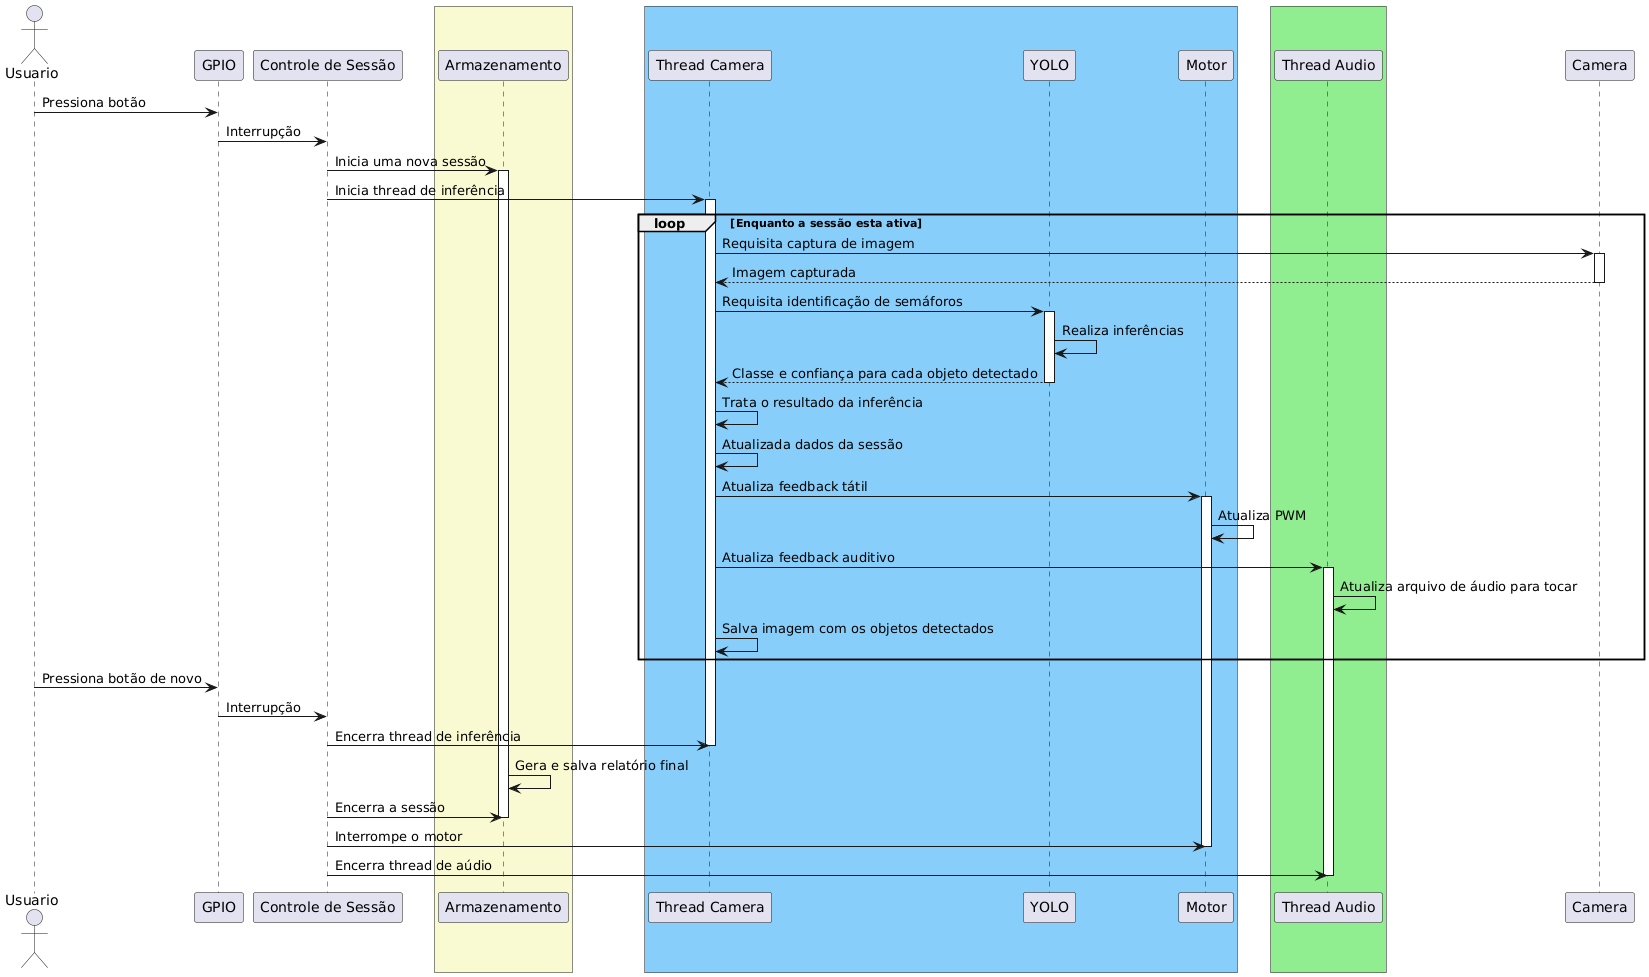 Usuario
GPIO
Controle de Sessão
Armazenamento
Thread Camera
YOLO
Motor
Thread Audio
Camera
Pressiona botão
Interrupção
Inicia uma nova sessão
Inicia thread de inferência
loop
[Enquanto a sessão esta ativa]
Requisita captura de imagem
Imagem capturada
Requisita identificação de semáforos
Realiza inferências
Classe e confiança para cada objeto detectado
Trata o resultado da inferência
Atualizada dados da sessão
Atualiza feedback tátil
Atualiza PWM
Atualiza feedback auditivo
Atualiza arquivo de áudio para tocar
Salva imagem com os objetos detectados
Pressiona botão de novo
Interrupção
Encerra thread de inferência
Gera e salva relatório final
Encerra a sessão
Interrompe o motor
Encerra thread de aúdio
Usuario
GPIO
Controle de Sessão
Armazenamento
Thread Camera
YOLO
Motor
Thread Audio
Camera